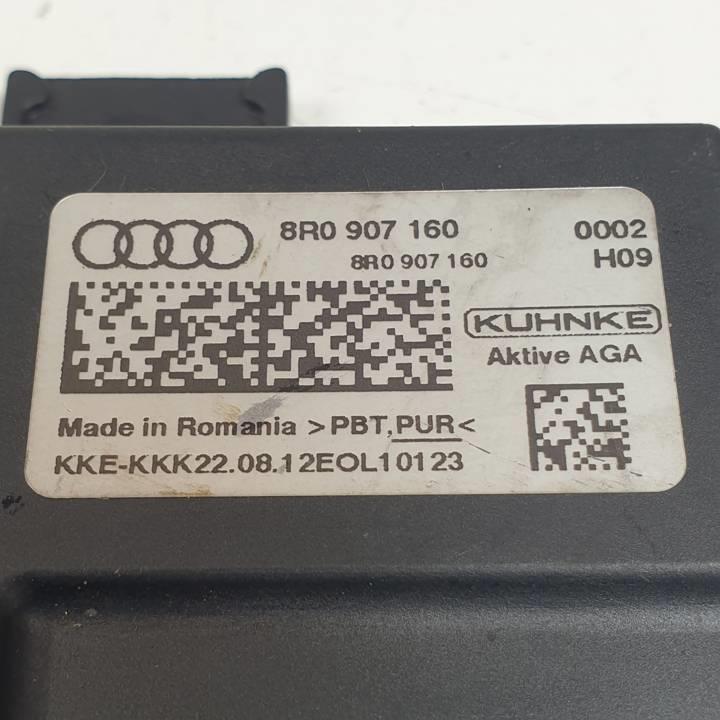 8R0 907 160 0002
8R0 907 160 H09
KUHNKE
Aktive AGA
Made in Romania >PBT,PUR<
KKE-KKK22.08.12EOL10123